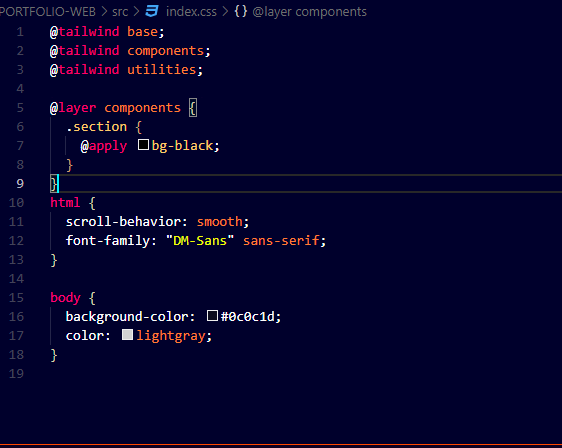 PORTFOLIO-WEB > src > index.css > {} @layer components
1 @tailwind base;
2 @tailwind components;
3 @tailwind utilities;
4
5 @layer components {
6 .section {
7 @apply bg-black;
8 }
9 }
10 html {
11 scroll-behavior: smooth;
12 font-family: "DM-Sans" sans-serif;
13 }
14
15 body {
16 background-color: #0c0c1d;
17 color: lightgray;
18 }
19